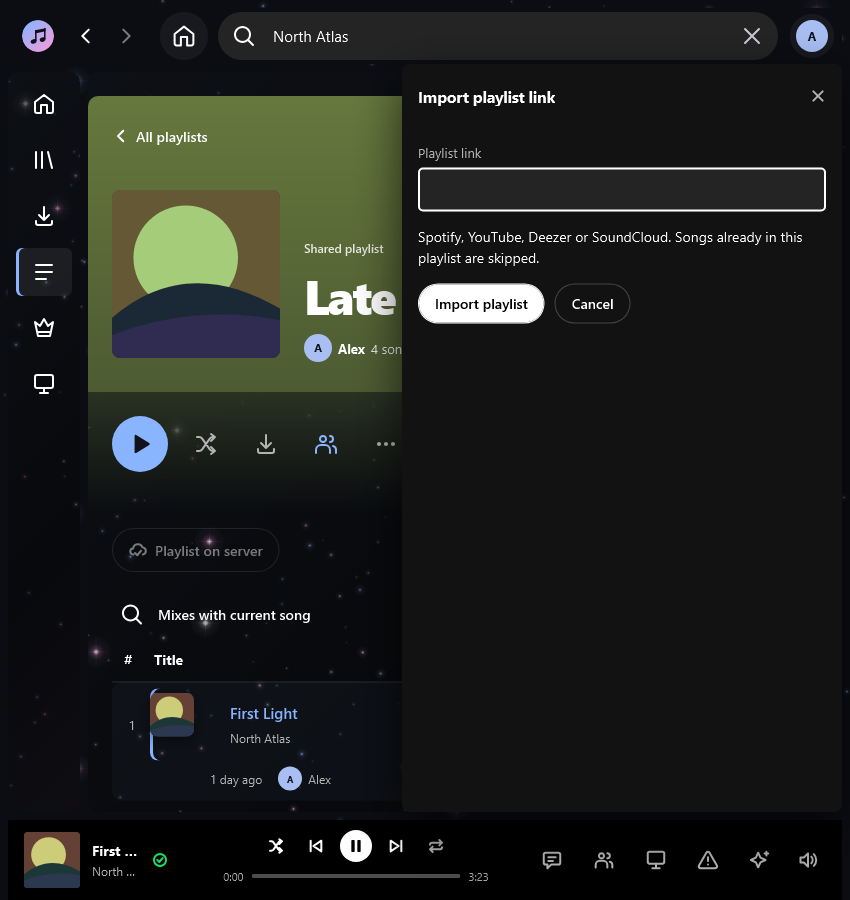 North Atlas
A
Import playlist link
Playlist link
Spotify, YouTube, Deezer or SoundCloud. Songs already in this
playlist are skipped.
Import playlist
Cancel
All playlists
Shared playlist
Late
A
Alex 4 son
Playlist on server
Mixes with current song
# Title
1
First Light
North Atlas
1 day ago
A
Alex
First ...
North ...
0:00
3:23